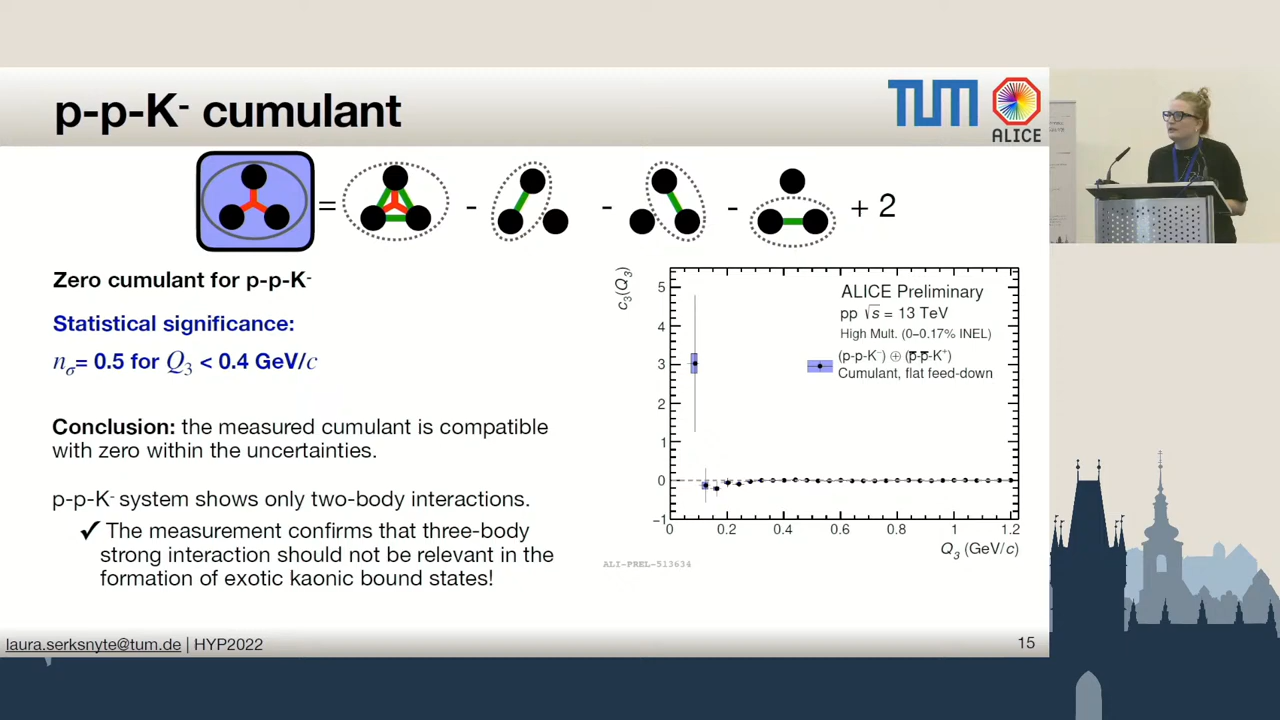 p-p-K- cumulant
TUM
ALICE
= - - - + 2
Zero cumulant for p-p-K-
Statistical significance:
nσ= 0.5 for Q3 < 0.4 GeV/c
Conclusion: the measured cumulant is compatible
with zero within the uncertainties.
p-p-K- system shows only two-body interactions.
✓ The measurement confirms that three-body
strong interaction should not be relevant in the
formation of exotic kaonic bound states!
c3(Q3)
5
4
3
2
1
0
−1
ALICE Preliminary
pp √s = 13 TeV
High Mult. (0−0.17% INEL)
(p-p-K−) ⊕ (p̅-p̅-K+)
Cumulant, flat feed-down
0 0.2 0.4 0.6 0.8 1 1.2
Q3 (GeV/c)
ALI-PREL-513634
laura.serksnyte@tum.de | HYP2022
15